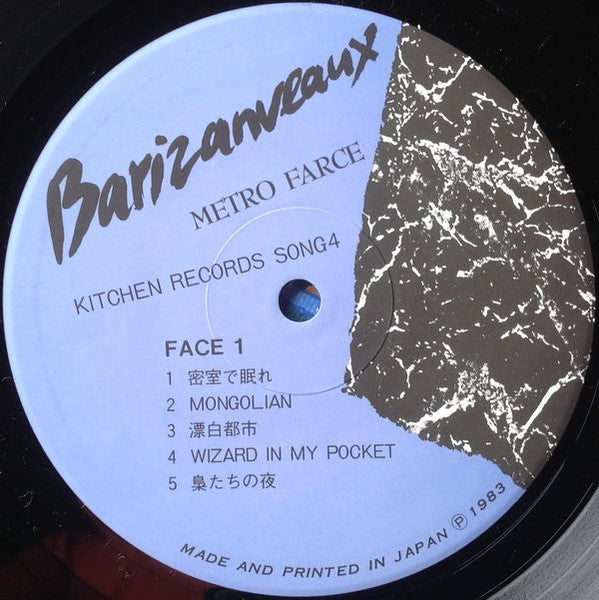 Barizanveaux
METRO FARCE
KITCHEN RECORDS SONG4
FACE 1
1 密室で眠れ
2 MONGOLIAN
3 漂白都市
4 WIZARD IN MY POCKET
5 梟たちの夜
MADE AND PRINTED IN JAPAN ℗ 1983